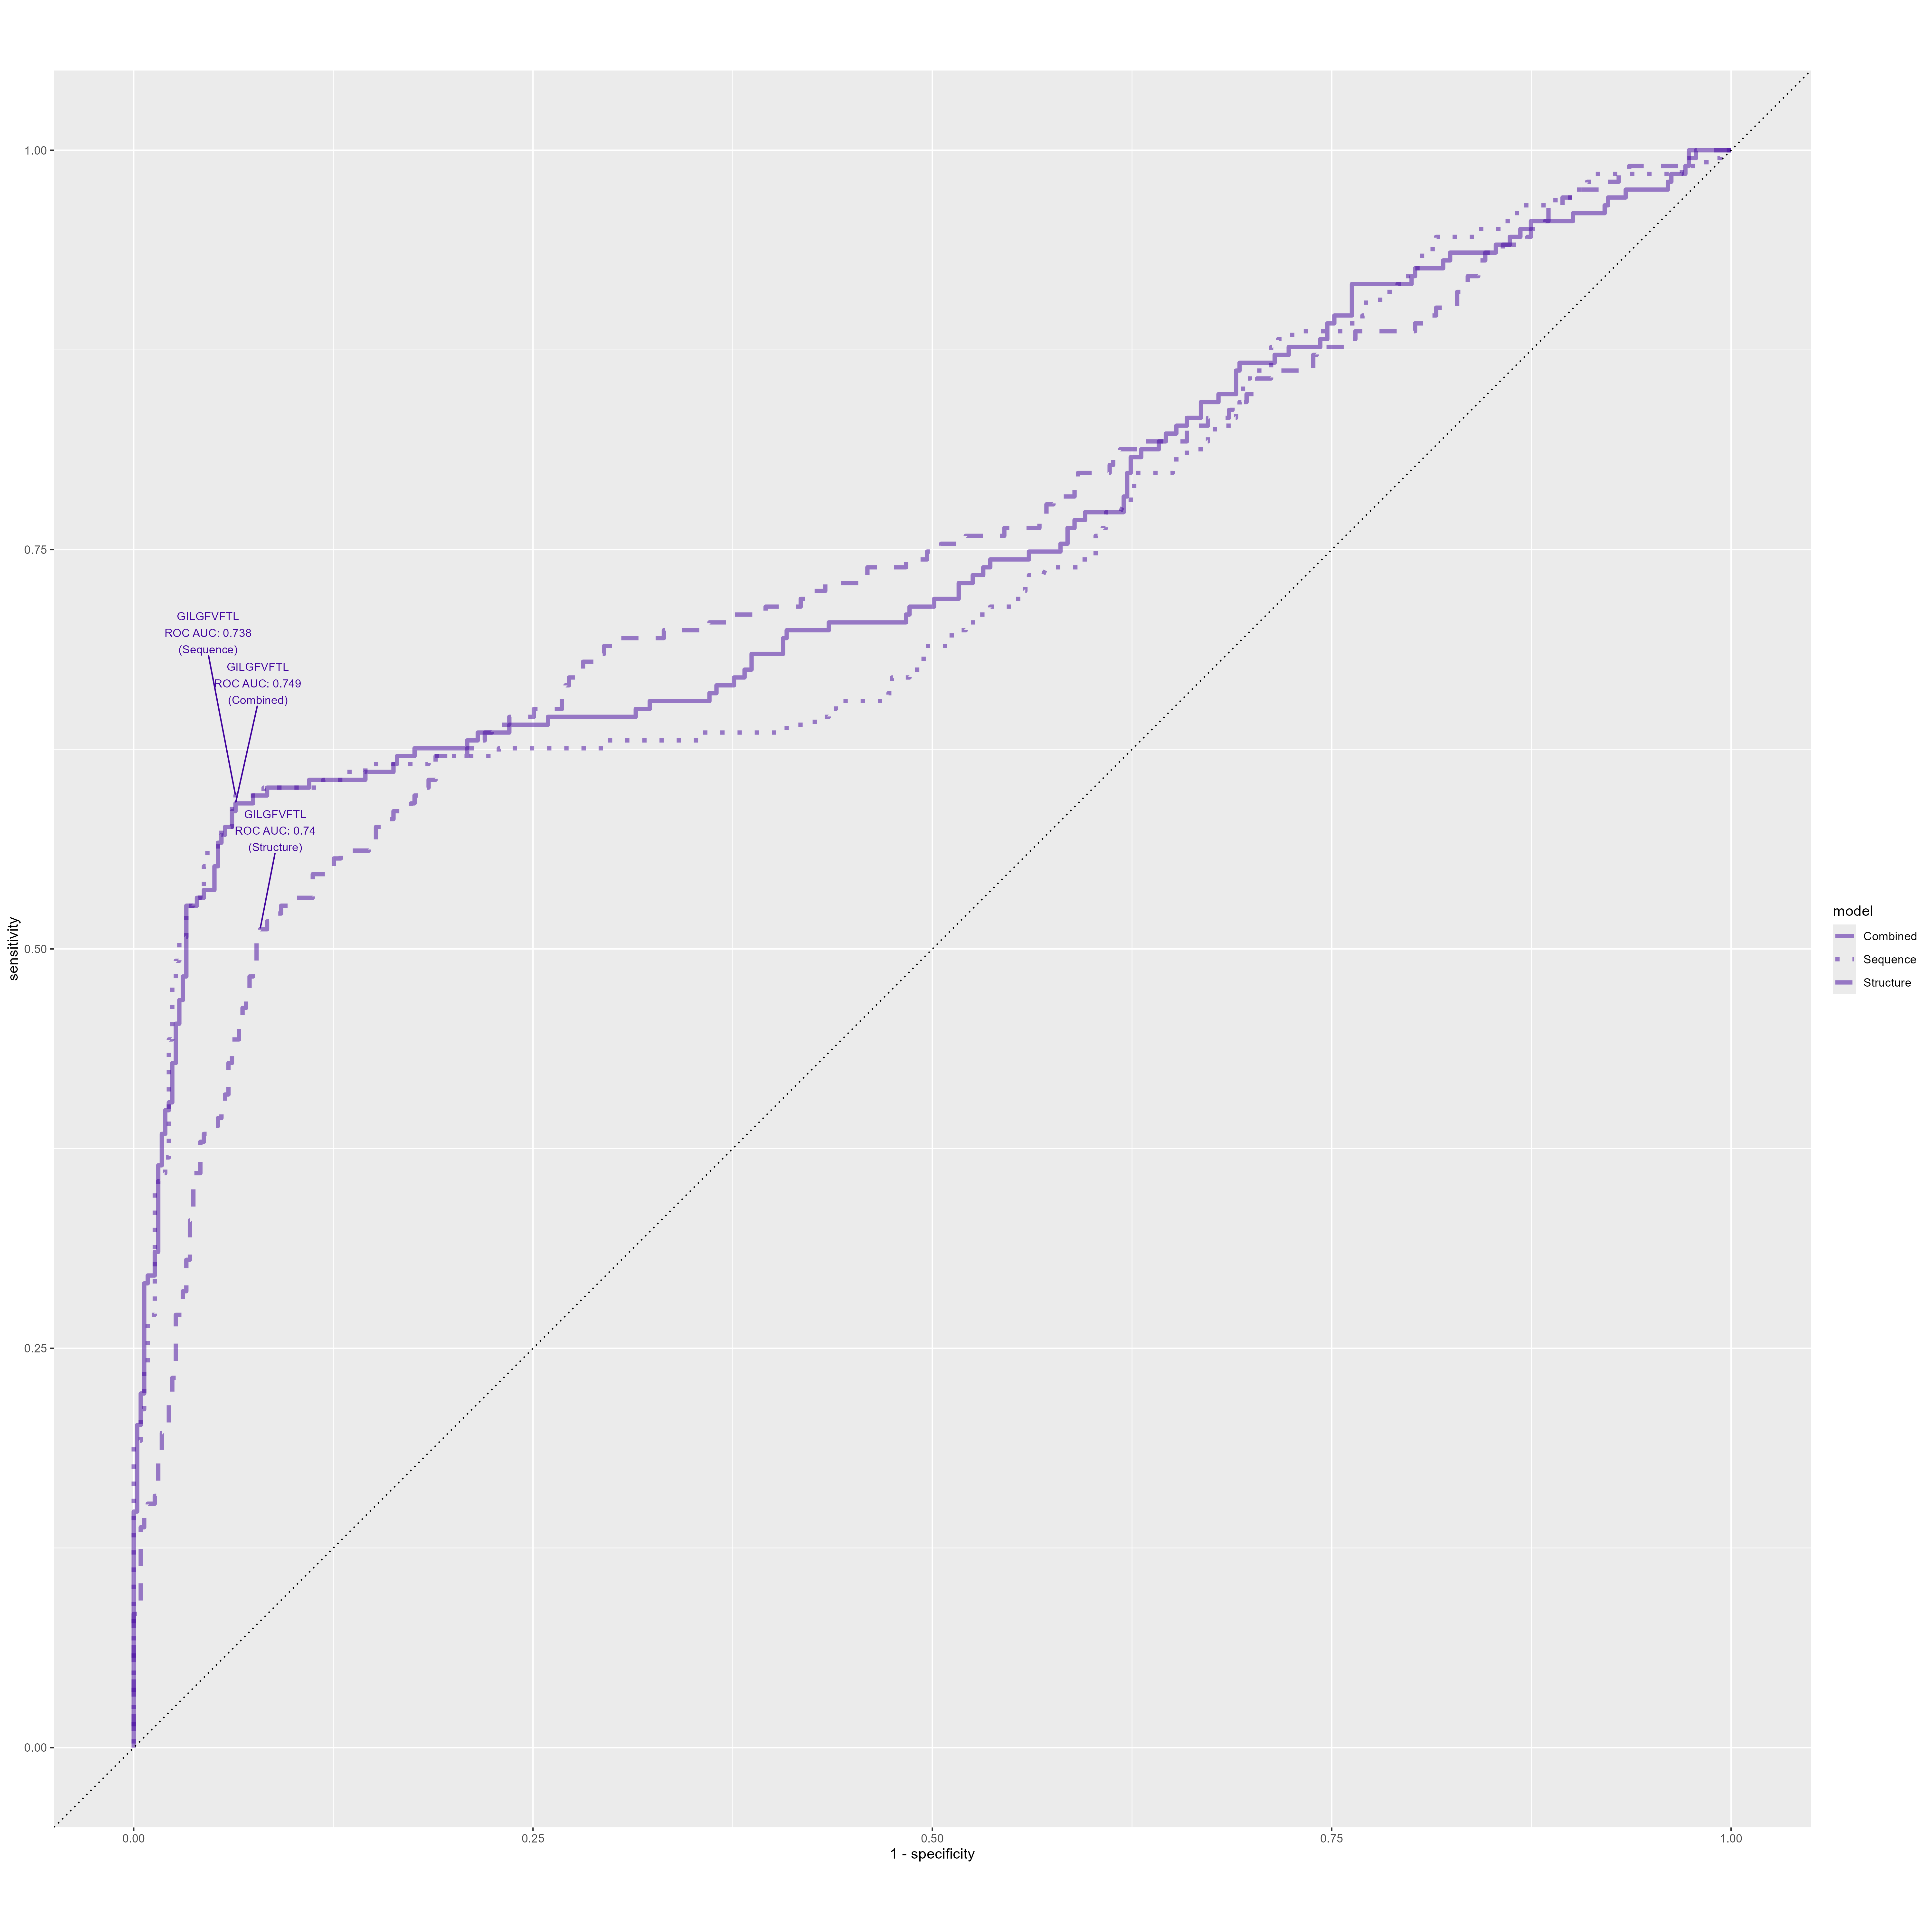 1.00
0.75
0.50
0.25
0.00
sensitivity
GILGFVFTL
ROC AUC: 0.738
(Sequence)
GILGFVFTL
ROC AUC: 0.749
(Combined)
GILGFVFTL
ROC AUC: 0.74
(Structure)
0.00
0.25
0.50
0.75
1.00
1 - specificity
model
Combined
Sequence
Structure